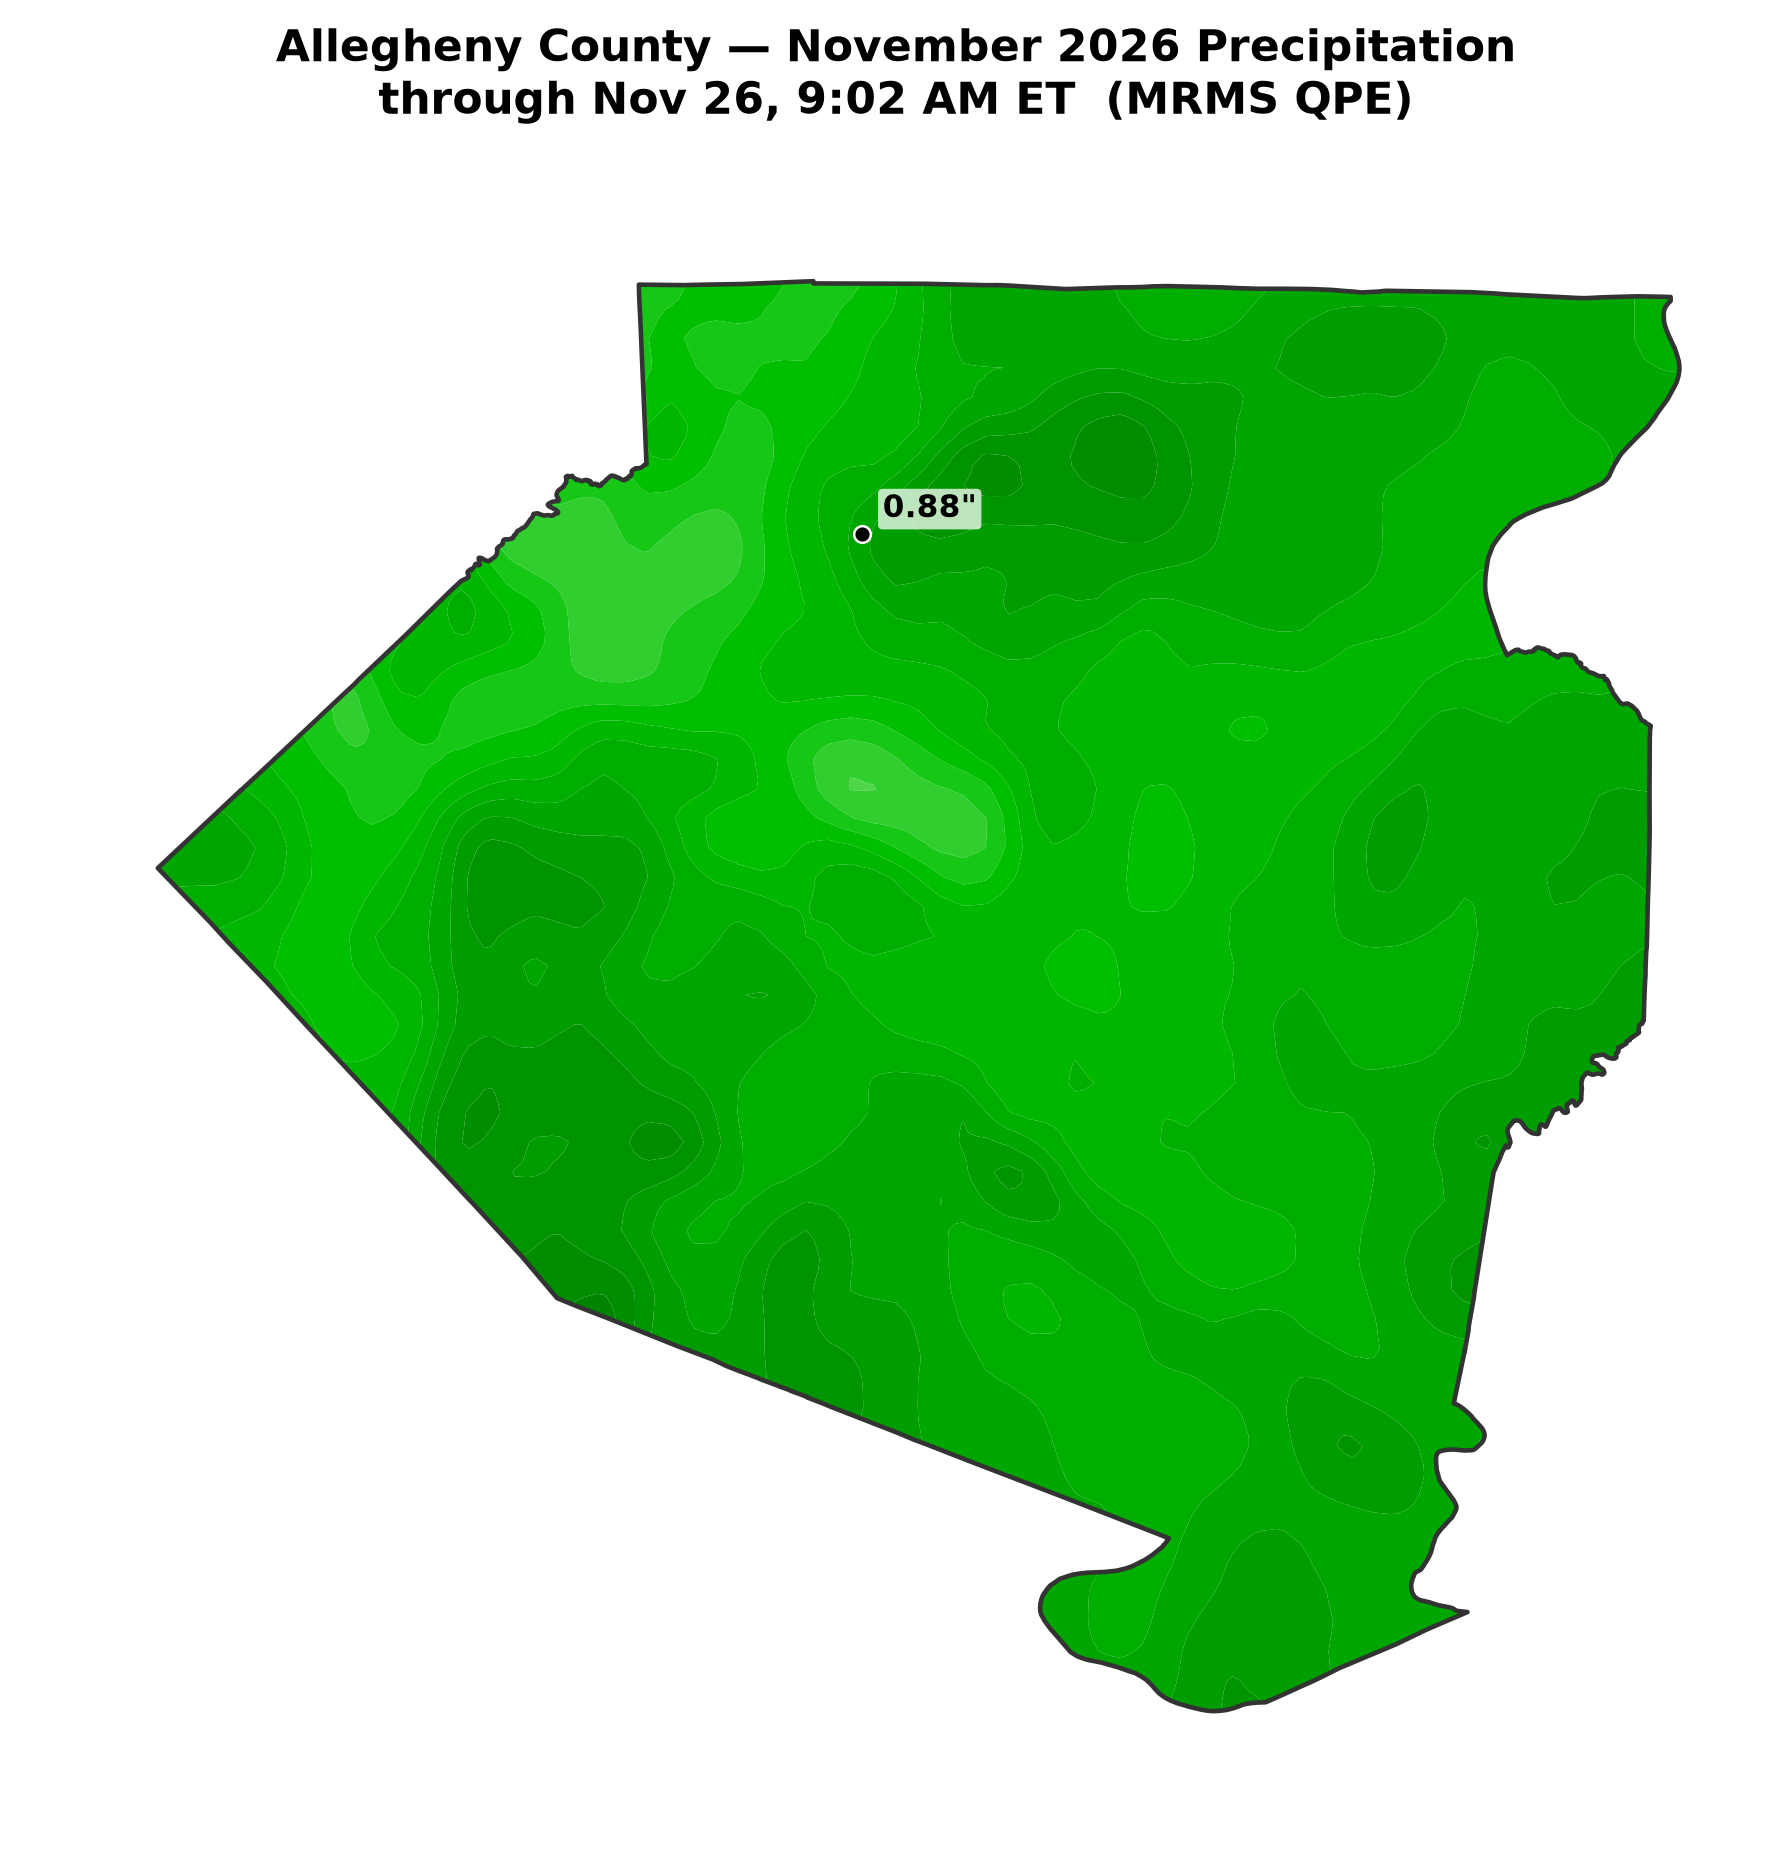 Allegheny County — November 2026 Precipitation
through Nov 26, 9:02 AM ET (MRMS QPE)
0.88"